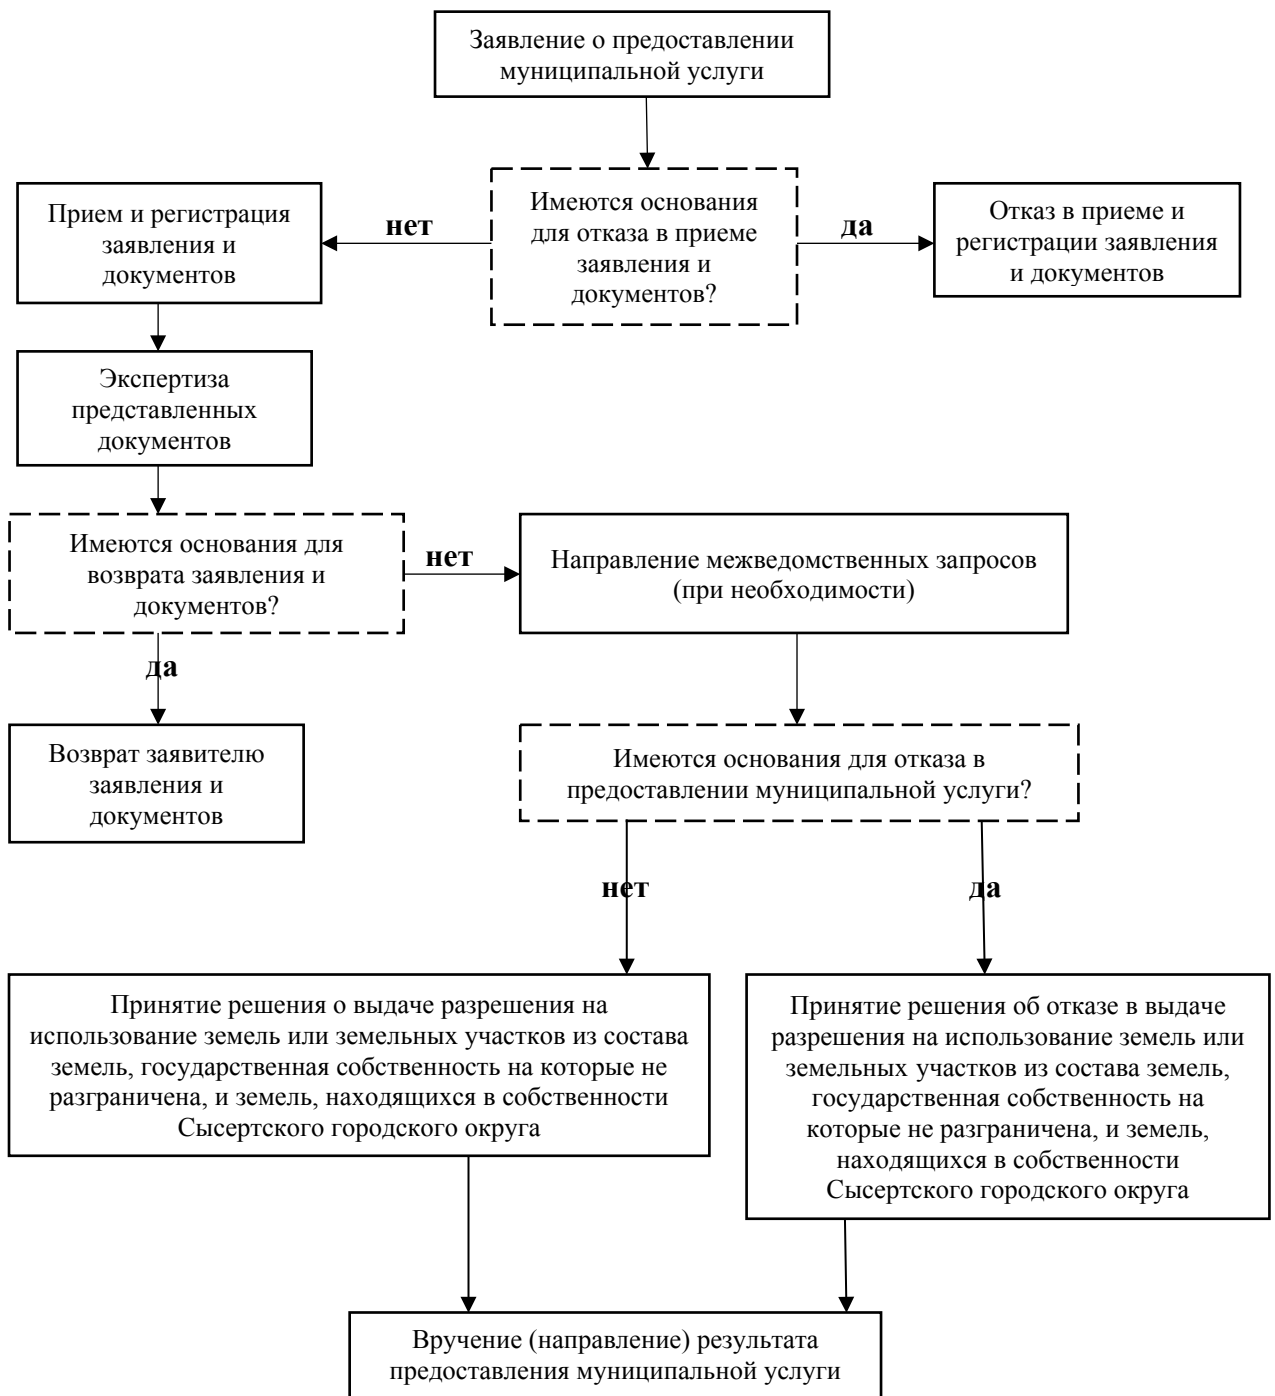 Заявление о предоставлении
муниципальной услуги
Прием и регистрация
заявления и
документов
нет
Имеются основания
для отказа в приеме
заявления и
документов?
да
Отказ в приеме и
регистрации заявления
и документов
Экспертиза
представленных
документов
Имеются основания для
возврата заявления и
документов?
нет
Направление межведомственных запросов
(при необходимости)
да
Возврат заявителю
заявления и
документов
Имеются основания для отказа в
предоставлении муниципальной услуги?
нет
да
Принятие решения о выдаче разрешения на
использование земель или земельных участков из состава
земель, государственная собственность на которые не
разграничена, и земель, находящихся в собственности
Сысертского городского округа
Принятие решения об отказе в выдаче
разрешения на использование земель или
земельных участков из состава земель,
государственная собственность на
которые не разграничена, и земель,
находящихся в собственности
Сысертского городского округа
Вручение (направление) результата
предоставления муниципальной услуги